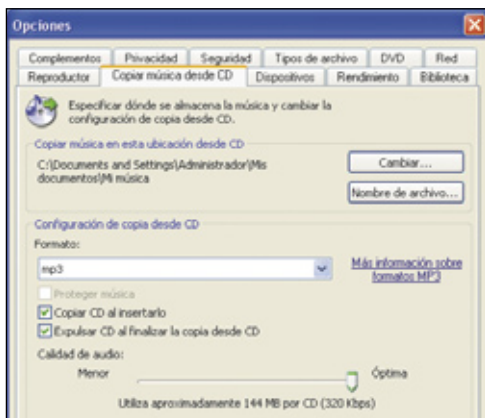 Opciones
Complementos Privacidad Seguridad Tipos de archivo DVD Red
Reproductor Copiar música desde CD Dispositivos Rendimiento Biblioteca
Especificar dónde se almacena la música y cambiar la
configuración de copia desde CD.
Copiar música en esta ubicación desde CD
C:\Documents and Settings\Administrador\Mis
documentos\Mi música
Cambiar...
Nombre de archivo...
Configuración de copia desde CD
Formato:
mp3
Más información sobre
formatos MP3
Proteger música
Copiar CD al insertarlo
Expulsar CD al finalizar la copia desde CD
Calidad de audio:
Menor Óptima
Utiliza aproximadamente 144 MB por CD (320 Kbps)